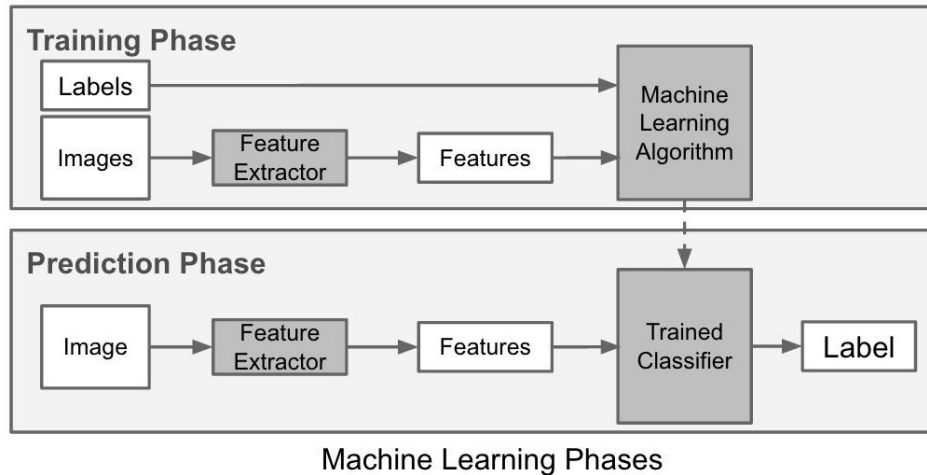 Training Phase
Labels
Images
Feature
Extractor
Features
Machine
Learning
Algorithm
Prediction Phase
Image
Feature
Extractor
Features
Trained
Classifier
Label
Machine Learning Phases